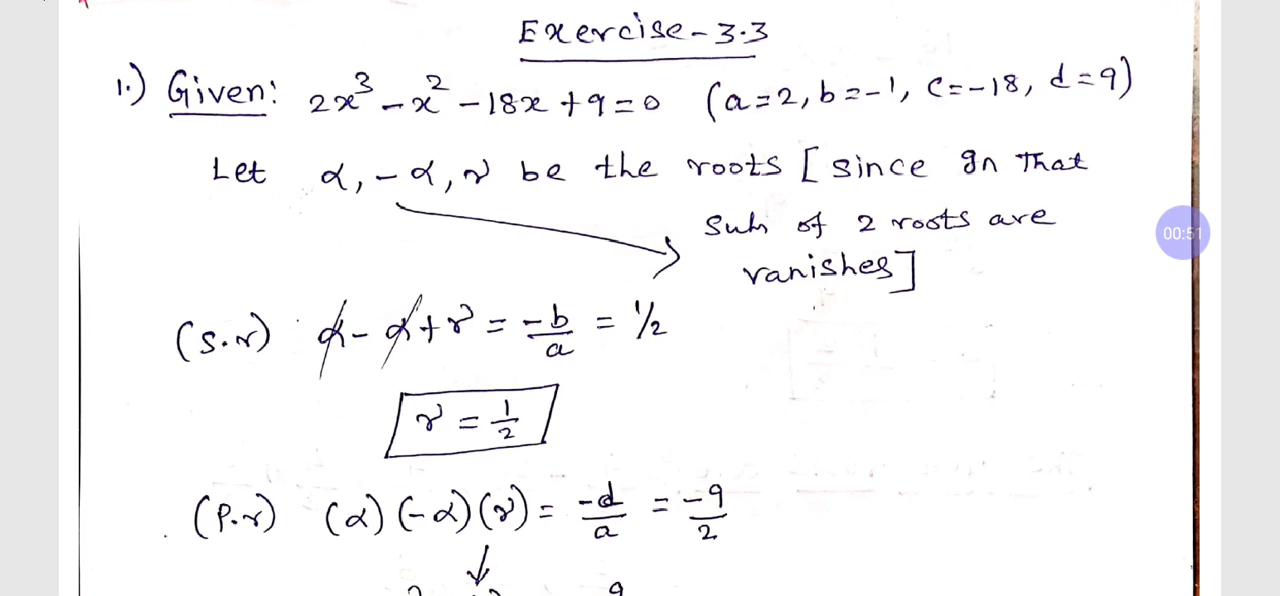 Exercise - 3.3
1.) Given: 2x³ - x² - 18x + 9 = 0 (a=2, b=-1, c=-18, d=9)
Let α, -α, γ be the roots [since In That
Sum of 2 roots are
vanishes]
00:51
(S.r) α - α + γ = -b/a = 1/2
γ = 1/2
(P.r) (α) (-α) (γ) = -d/a = -9/2